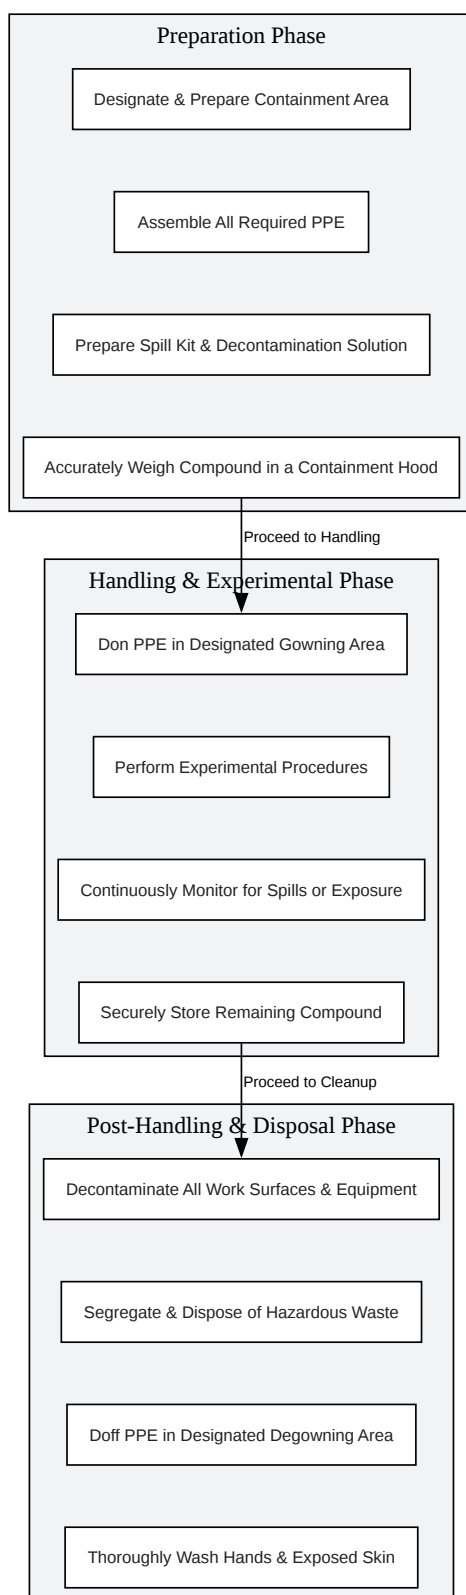 Preparation Phase
Designate & Prepare Containment Area
Assemble All Required PPE
Prepare Spill Kit & Decontamination Solution
Accurately Weigh Compound in a Containment Hood
Proceed to Handling
Handling & Experimental Phase
Don PPE in Designated Gowning Area
Perform Experimental Procedures
Continuously Monitor for Spills or Exposure
Securely Store Remaining Compound
Proceed to Cleanup
Post-Handling & Disposal Phase
Decontaminate All Work Surfaces & Equipment
Segregate & Dispose of Hazardous Waste
Doff PPE in Designated Degowning Area
Thoroughly Wash Hands & Exposed Skin